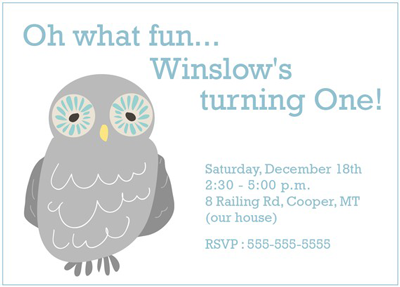 Oh what fun...
Winslow's
turning One!
Saturday, December 18th
2:30 - 5:00 p.m.
8 Railing Rd, Cooper, MT
(our house)
RSVP : 555-555-5555